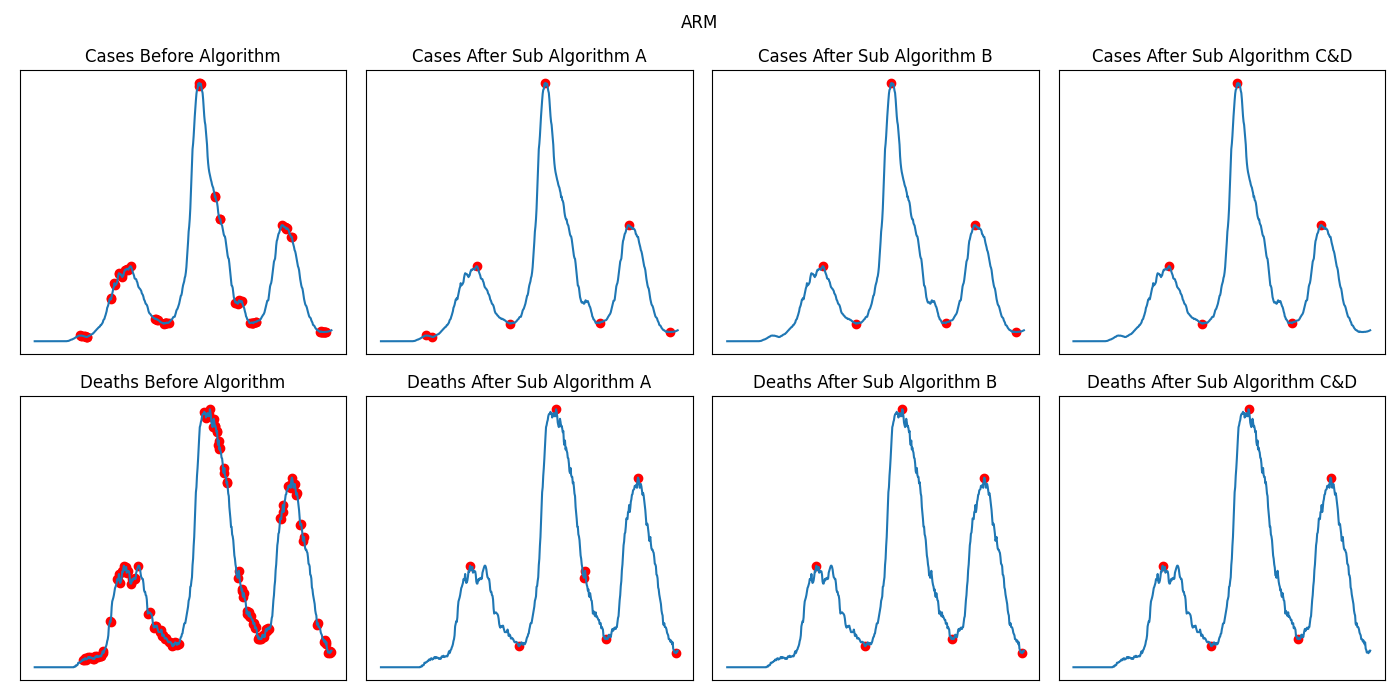 ARM
Cases Before Algorithm
Cases After Sub Algorithm A
Cases After Sub Algorithm B
Cases After Sub Algorithm C&D
Deaths Before Algorithm
Deaths After Sub Algorithm A
Deaths After Sub Algorithm B
Deaths After Sub Algorithm C&D